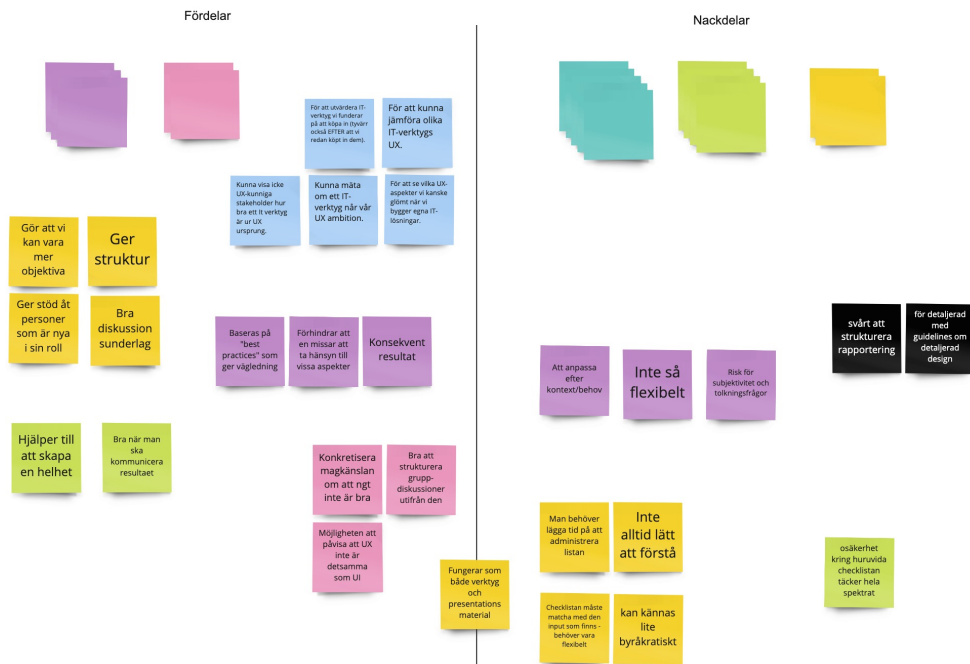 Fördelar
För att utvärdera IT-
verktyg vi funderar
på att köpa in (tyvärr
också EFTER att vi
redan köpt in dem).
För att kunna
jämföra olika
IT-verktygs
UX.
Kunna visa icke
UX-kunniga
stakeholder hur
bra ett It verktyg
är ur UX
ursprung.
Kunna mäta
om ett IT-
verktyg når vår
UX ambition.
För att se vilka UX-
aspekter vi kanske
glömt när vi
bygger egna IT-
lösningar.
Gör att vi
kan vara
mer
objektiva
Ger
struktur
Ger stöd åt
personer
som är nya
i sin roll
Bra
diskussion
sunderlag
Baseras på
"best
practices" som
ger vägledning
Förhindrar att
en missar att
ta hänsyn till
vissa aspekter
Konsekvent
resultat
Hjälper till
att skapa
en helhet
Bra när man
ska
kommunicera
resultaet
Konkretisera
magkänslan
om att ngt
inte är bra
Bra att
strukturera
grupp-
diskussioner
utifrån den
Möjligheten att
påvisa att UX
inte är
detsamma
som UI
Fungerar som
både verktyg
och
presentations
material
Nackdelar
svårt att
strukturera
rapportering
för detaljerad
med
guidelines om
detaljerad
design
Att anpassa
efter
kontext/behov
Inte så
flexibelt
Risk för
subjektivitet och
tolkningsfrågor
Man behöver
lägga tid på att
administrera
listan
Inte
alltid lätt
att förstå
Checklistan måste
matcha med den
input som finns -
behöver vara
flexibelt
kan kännas
lite
byråkratiskt
osäkerhet
kring huruvida
checklistan
täcker hela
spektrat